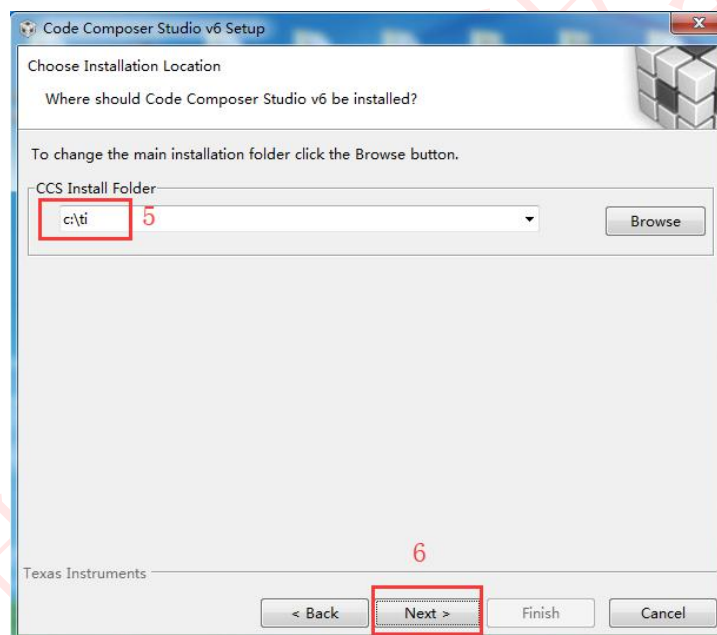 Code Composer Studio v6 Setup
Choose Installation Location
Where should Code Composer Studio v6 be installed?
To change the main installation folder click the Browse button.
CCS Install Folder
c:\ti
5
Browse
6
Texas Instruments
< Back Next > Finish Cancel